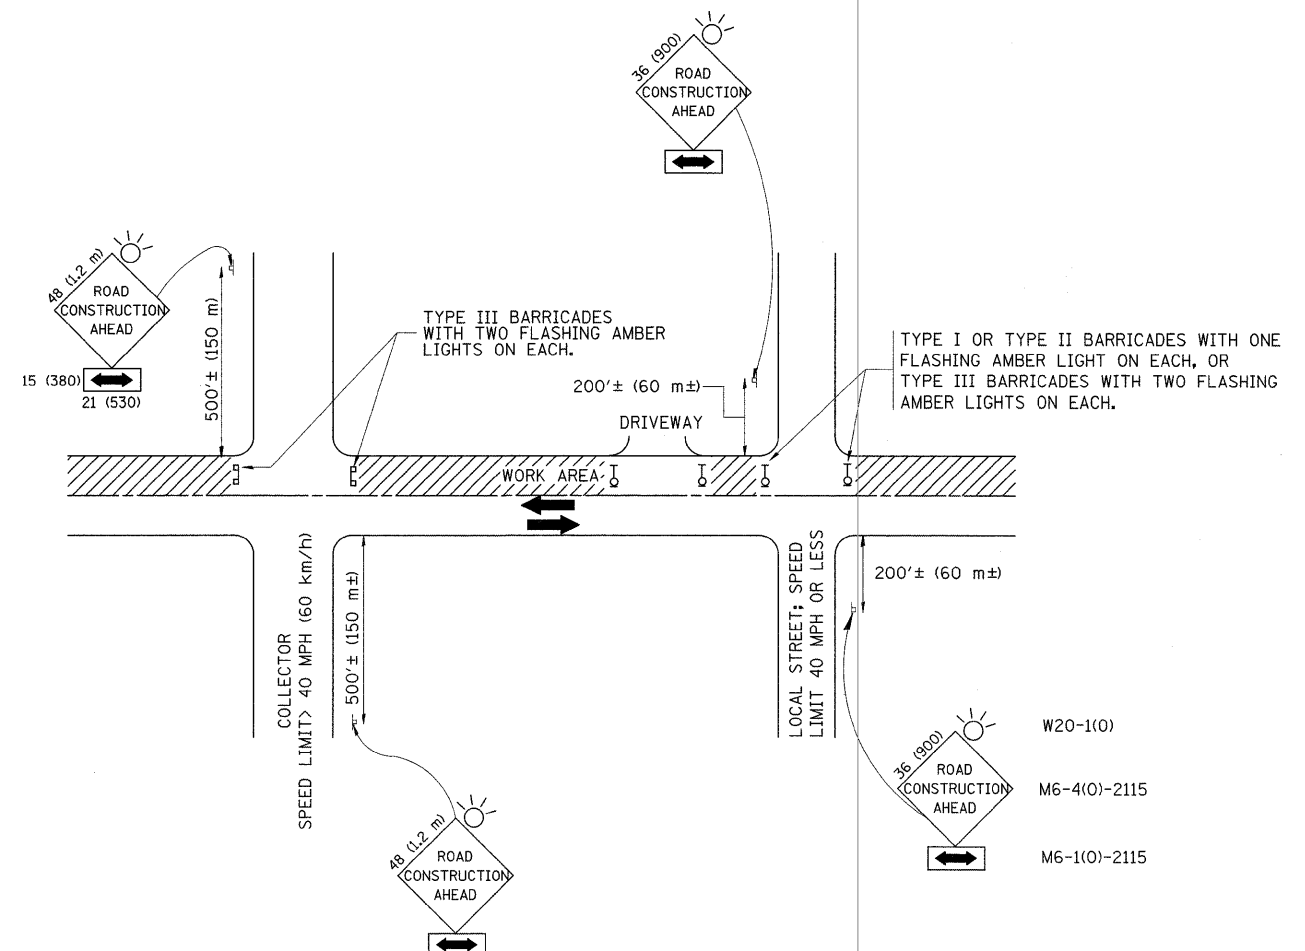 36 (900)
ROAD
CONSTRUCTION
AHEAD
48 (1.2 m)
ROAD
CONSTRUCTION
AHEAD
15 (380)
21 (530)
500'± (150 m)
TYPE III BARRICADES
WITH TWO FLASHING AMBER
LIGHTS ON EACH.
200'± (60 m±)
DRIVEWAY
TYPE I OR TYPE II BARRICADES WITH ONE
FLASHING AMBER LIGHT ON EACH, OR
TYPE III BARRICADES WITH TWO FLASHING
AMBER LIGHTS ON EACH.
WORK AREA
COLLECTOR
SPEED LIMIT> 40 MPH (60 km/h)
500'± (150 m±)
LOCAL STREET; SPEED
LIMIT 40 MPH OR LESS
200'± (60 m±)
48 (1.2 m)
ROAD
CONSTRUCTION
AHEAD
36 (900)
ROAD
CONSTRUCTION
AHEAD
W20-1(O)
M6-4(O)-2115
M6-1(O)-2115